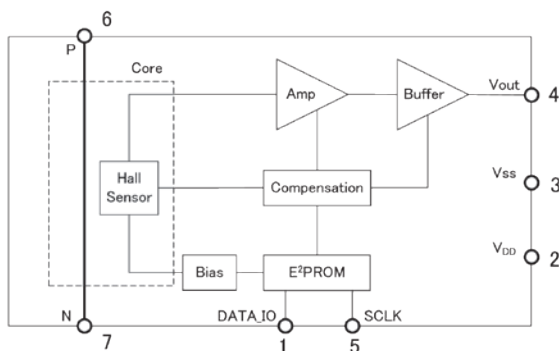 6
P
Core
Amp
Buffer
Vout
4
Hall
Sensor
Compensation
Vss
3
VDD
2
Bias
E²PROM
N
DATA_IO
SCLK
7
1
5